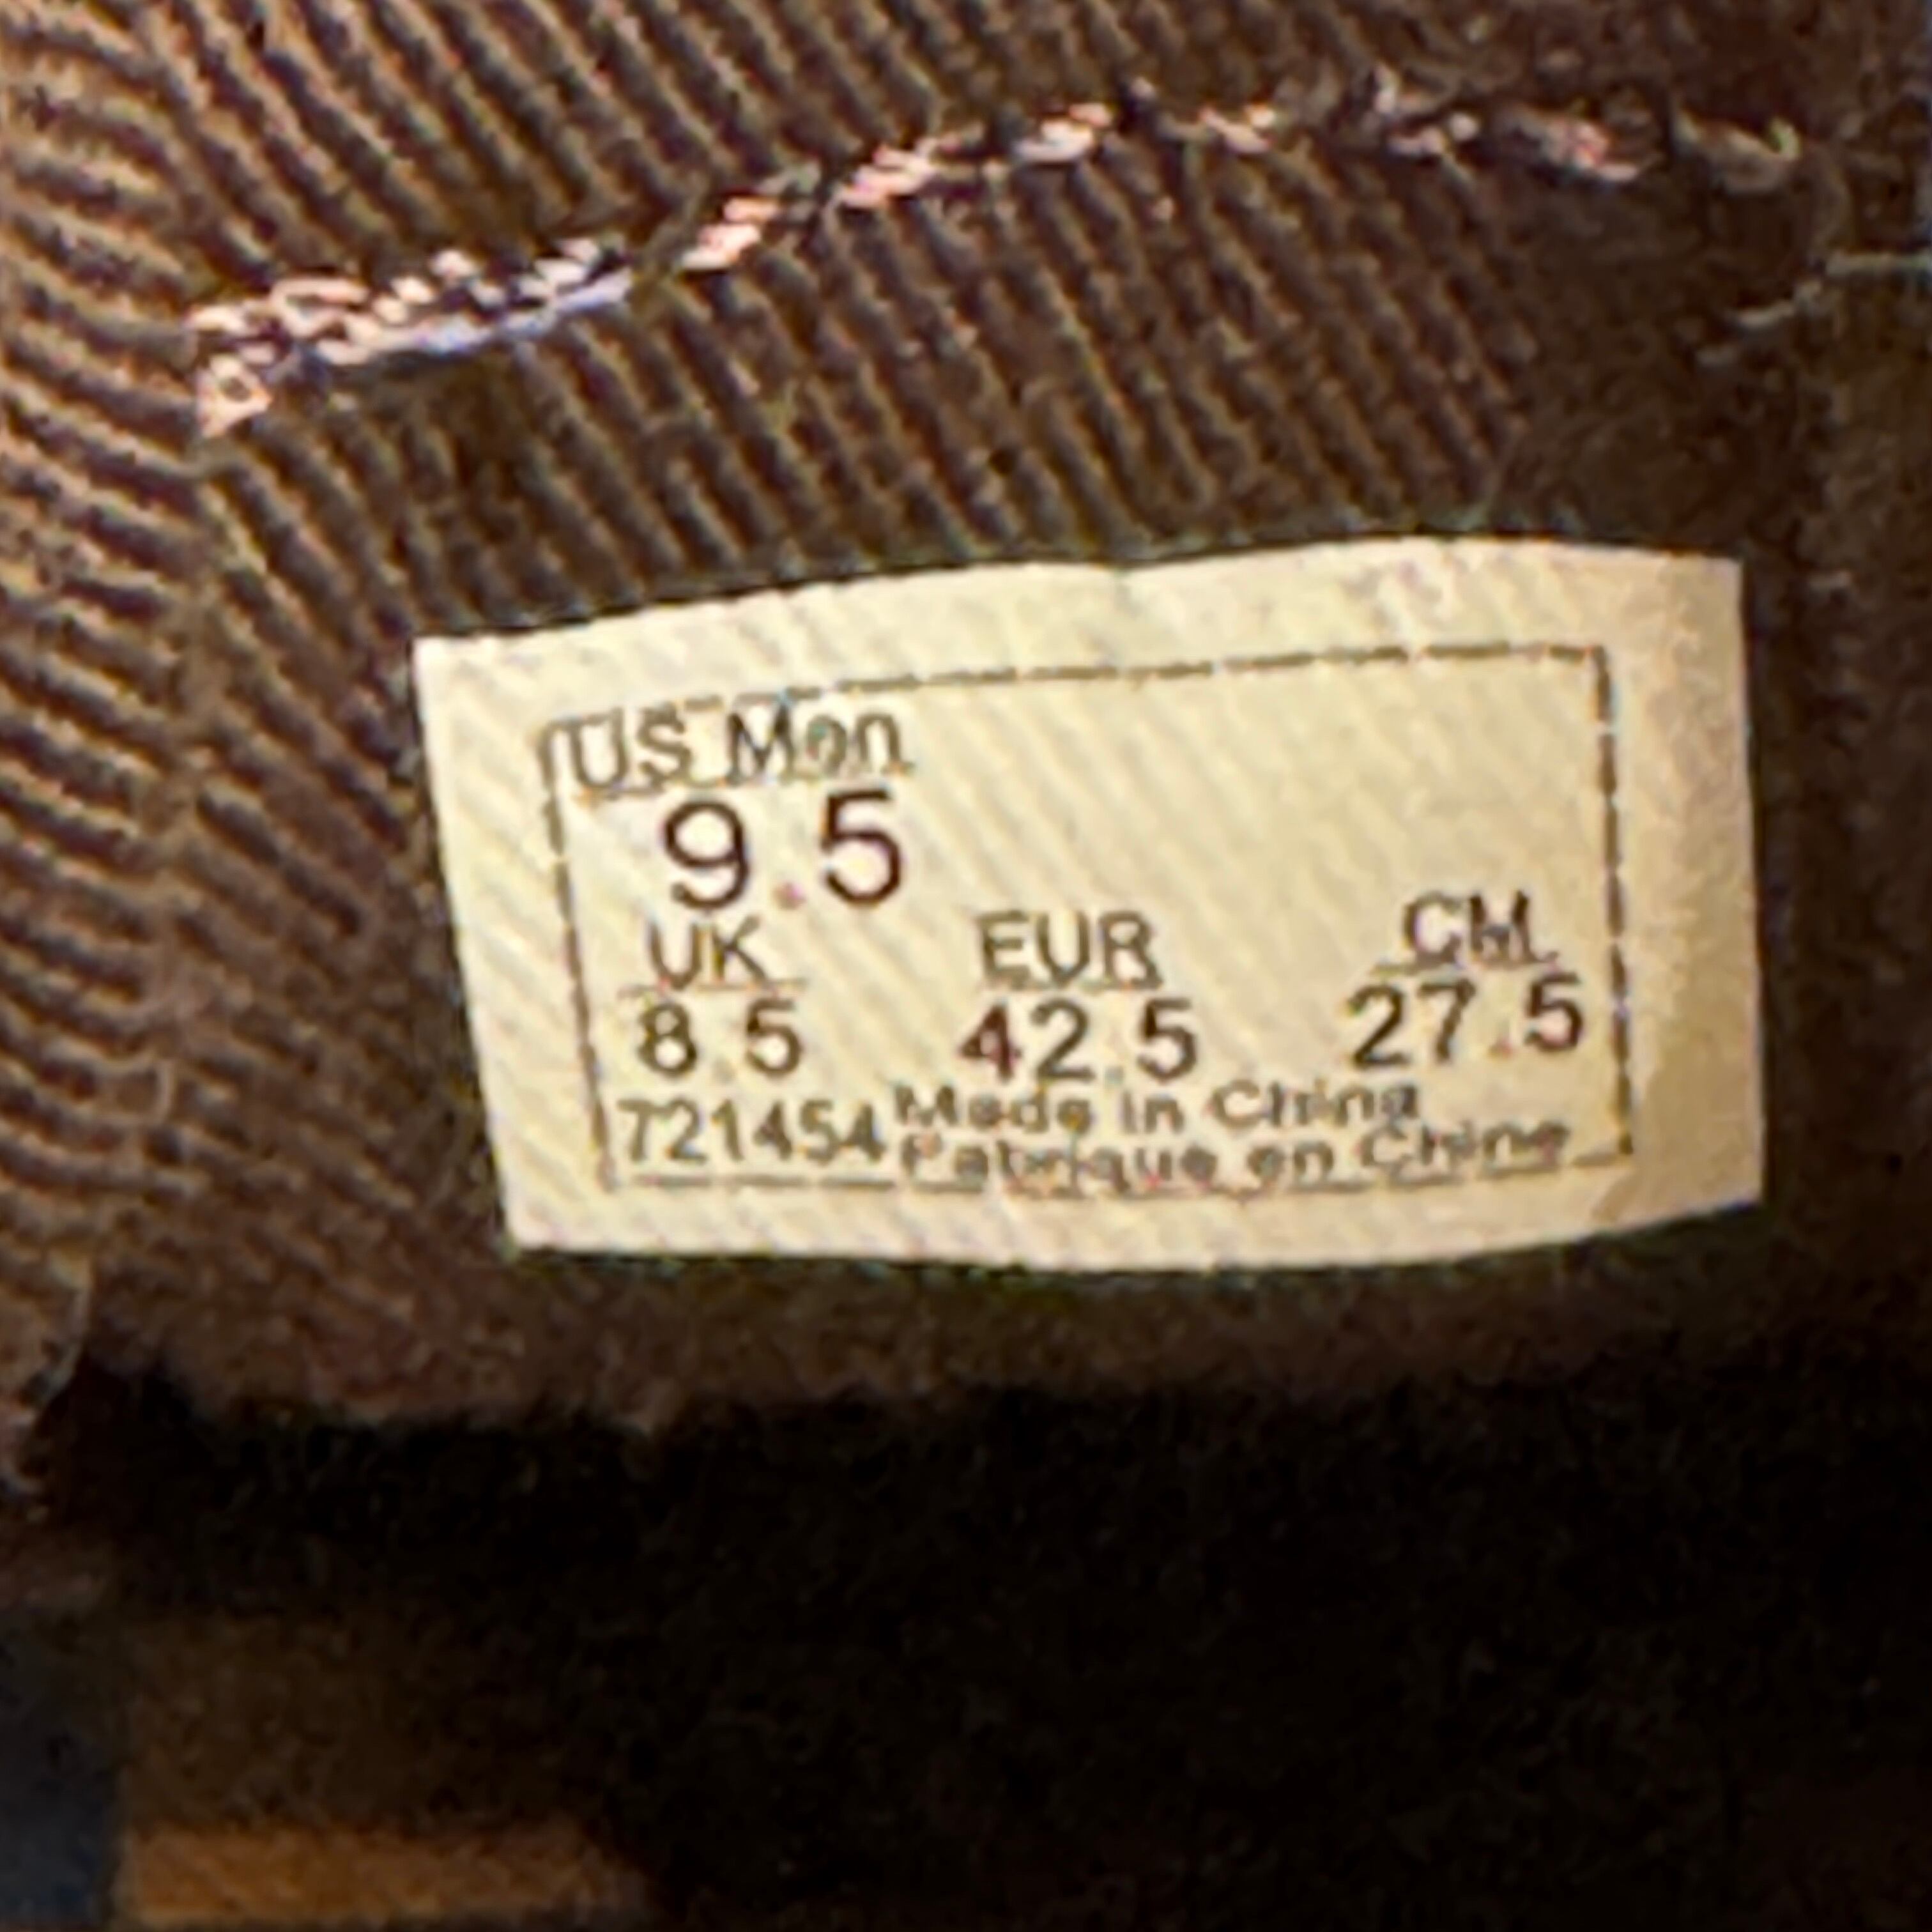 US Men
9.5
UK EUR CM
8.5 42.5 27.5
721454 Made in China
Fabrique en Chine